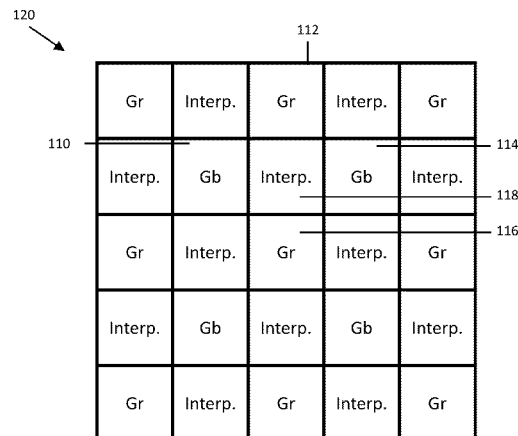 120
112
Gr Interp. Gr Interp. Gr
110
114
Interp. Gb Interp. Gb Interp.
118
116
Gr Interp. Gr Interp. Gr
Interp. Gb Interp. Gb Interp.
Gr Interp. Gr Interp. Gr